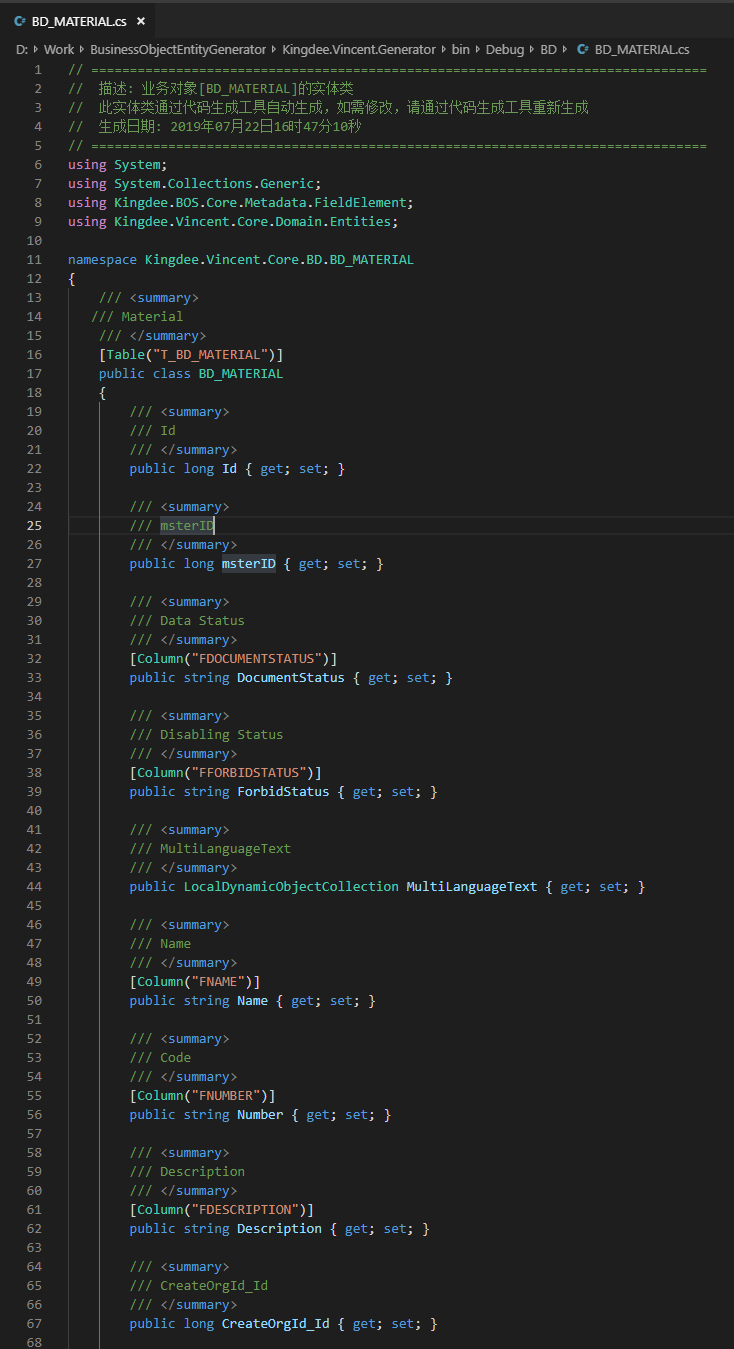 BD_MATERIAL.cs ×
D: > Work > BusinessObjectEntityGenerator > Kingdee.Vincent.Generator > bin > Debug > BD > BD_MATERIAL.cs
1 // ================================================================================
2 // 描述: 业务对象[BD_MATERIAL]的实体类
3 // 此实体类通过代码生成工具自动生成，如需修改，请通过代码生成工具重新生成
4 // 生成日期: 2019年07月22日16时47分10秒
5 // ================================================================================
6 using System;
7 using System.Collections.Generic;
8 using Kingdee.BOS.Core.Metadata.FieldElement;
9 using Kingdee.Vincent.Core.Domain.Entities;
10
11 namespace Kingdee.Vincent.Core.BD.BD_MATERIAL
12 {
13 /// <summary>
14 /// Material
15 /// </summary>
16 [Table("T_BD_MATERIAL")]
17 public class BD_MATERIAL
18 {
19 /// <summary>
20 /// Id
21 /// </summary>
22 public long Id { get; set; }
23
24 /// <summary>
25 /// msterID
26 /// </summary>
27 public long msterID { get; set; }
28
29 /// <summary>
30 /// Data Status
31 /// </summary>
32 [Column("FDOCUMENTSTATUS")]
33 public string DocumentStatus { get; set; }
34
35 /// <summary>
36 /// Disabling Status
37 /// </summary>
38 [Column("FFORBIDSTATUS")]
39 public string ForbidStatus { get; set; }
40
41 /// <summary>
42 /// MultiLanguageText
43 /// </summary>
44 public LocalDynamicObjectCollection MultiLanguageText { get; set; }
45
46 /// <summary>
47 /// Name
48 /// </summary>
49 [Column("FNAME")]
50 public string Name { get; set; }
51
52 /// <summary>
53 /// Code
54 /// </summary>
55 [Column("FNUMBER")]
56 public string Number { get; set; }
57
58 /// <summary>
59 /// Description
60 /// </summary>
61 [Column("FDESCRIPTION")]
62 public string Description { get; set; }
63
64 /// <summary>
65 /// CreateOrgId_Id
66 /// </summary>
67 public long CreateOrgId_Id { get; set; }
68